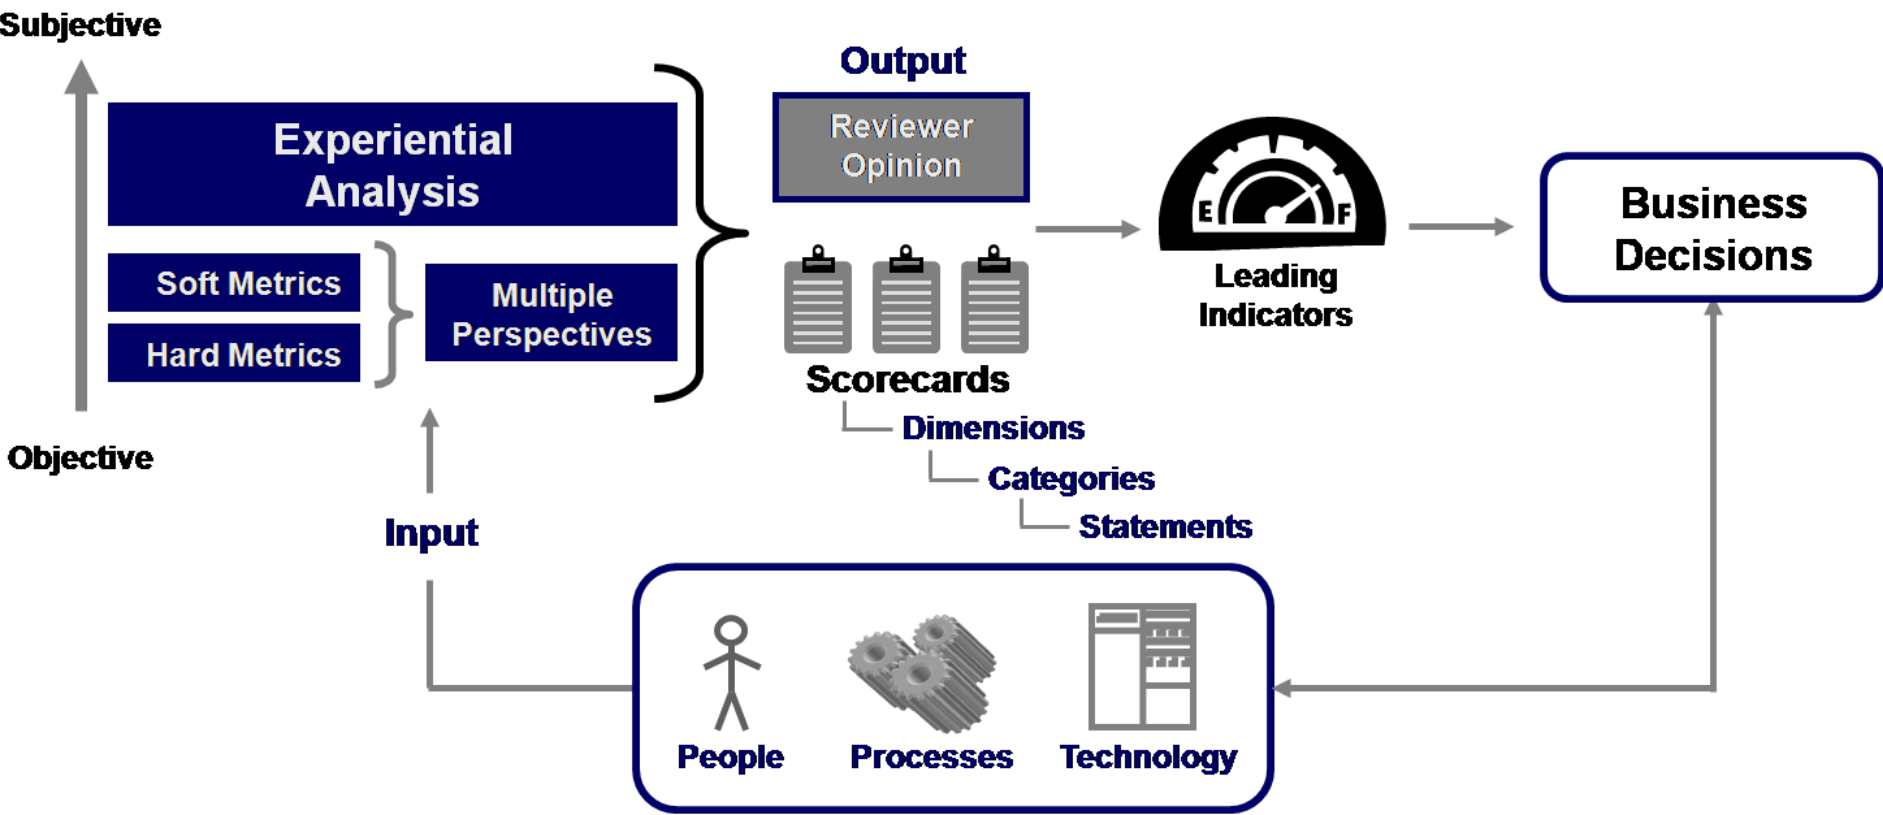 Subjective
Experiential
Analysis
Soft Metrics
Hard Metrics
Multiple
Perspectives
Objective
Input
Output
Reviewer
Opinion
Scorecards
Dimensions
Categories
Statements
E F
Leading
Indicators
Business
Decisions
People
Processes
Technology